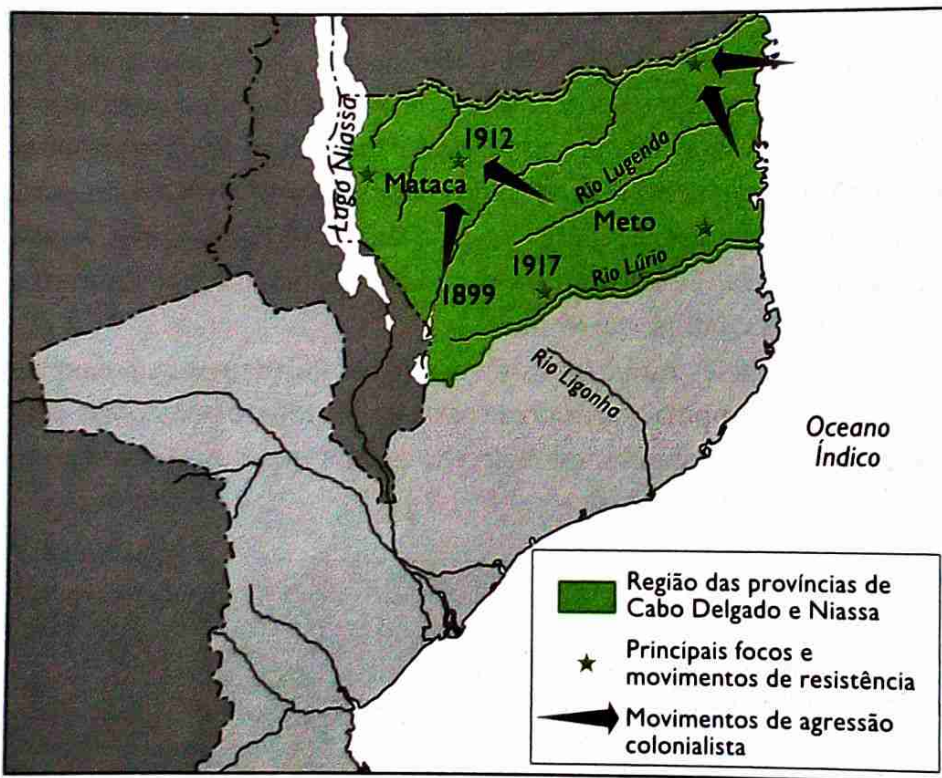 Lago Niassa
1912
Mataca
Rio Lugenda
Meto
1917
Rio Lúrio
1899
Rio Ligonha
Oceano
Índico
Região das províncias de
Cabo Delgado e Niassa
Principais focos e
movimentos de resistência
Movimentos de agressão
colonialista